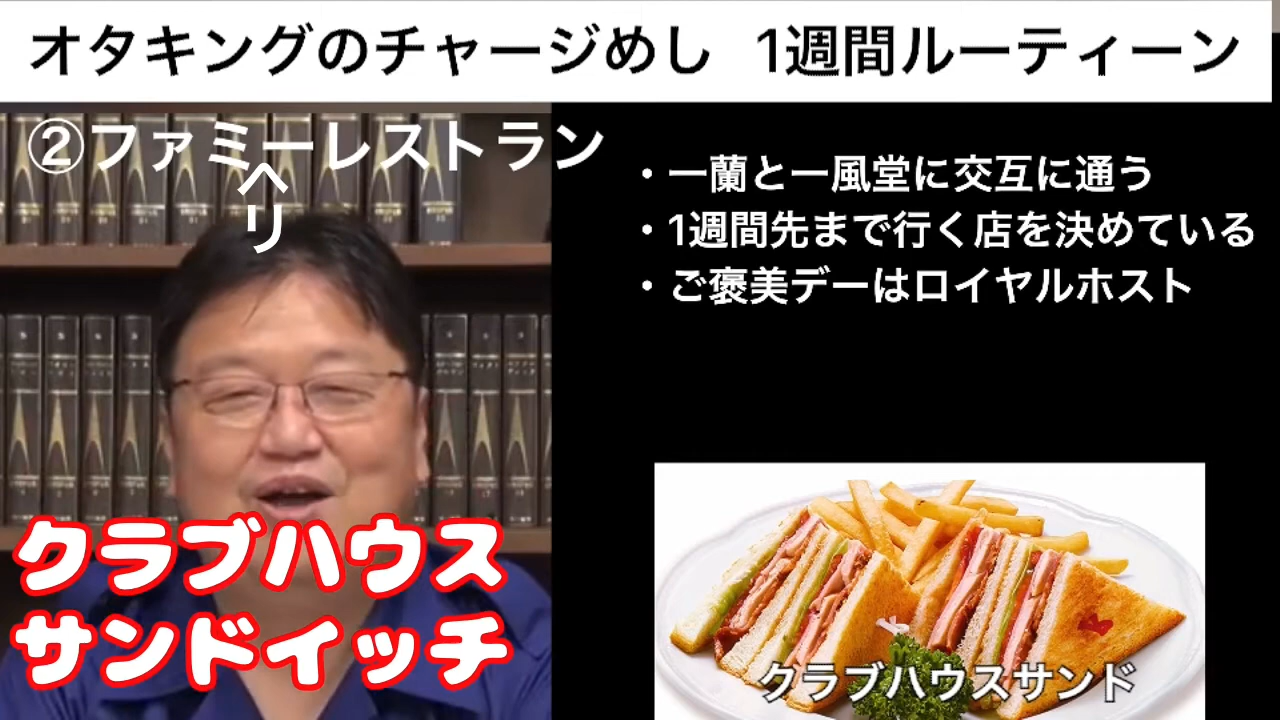 オタキングのチャージめし 1週間ルーティーン
②ファミーレストラン
ヘリ
・一蘭と一風堂に交互に通う
・1週間先まで行く店を決めている
・ご褒美デーはロイヤルホスト
クラブハウス
サンドイッチ
クラブハウスサンド